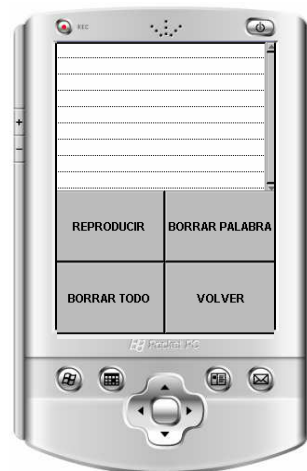 REC
REPRODUCIR
BORRAR PALABRA
BORRAR TODO
VOLVER
Pocket PC
+
-